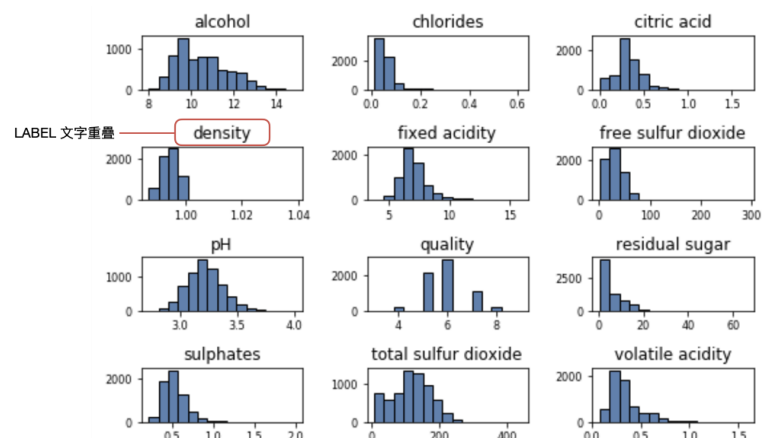 alcohol
chlorides
citric acid
1000
0
8 10 12 14
2000
0
0.0 0.2 0.4 0.6
2000
0
0.0 0.5 1.0 1.5
LABEL 文字重疊
density
fixed acidity
free sulfur dioxide
2000
0
1.00 1.02 1.04
2000
0
5 10 15
2000
0
0 100 200 300
pH
quality
residual sugar
1000
0
3.0 3.5 4.0
2000
0
4 6 8
2500
0
0 20 40 60
sulphates
total sulfur dioxide
volatile acidity
2000
0
0.5 1.0 1.5 2.0
1000
0
0 200 400
2000
0
0.0 0.5 1.0 1.5